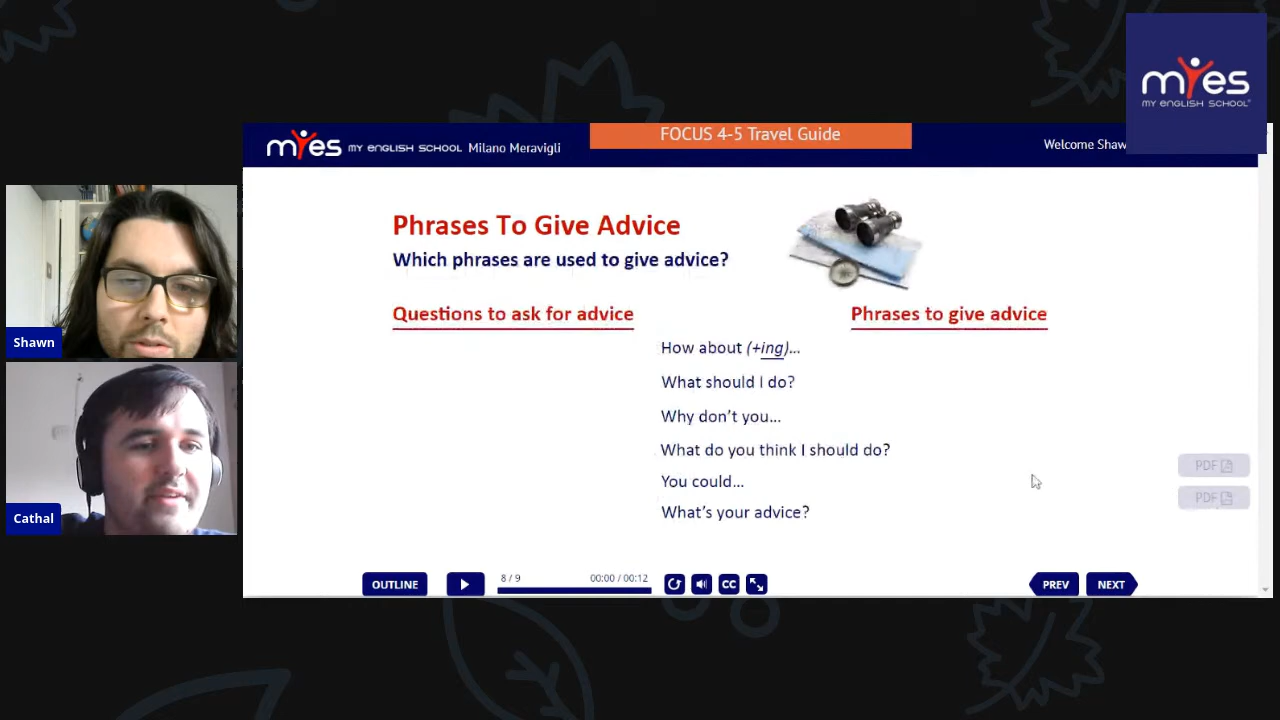 myes
MY ENGLISH SCHOOL
myes MY ENGLISH SCHOOL Milano Meravigli
FOCUS 4-5 Travel Guide
Welcome Shaw
Phrases To Give Advice
Which phrases are used to give advice?
Questions to ask for advice
Phrases to give advice
How about (+ing)...
What should I do?
Why don't you...
What do you think I should do?
You could...
What's your advice?
Shawn
Cathal
PDF
PDF
OUTLINE
8 / 9
00:00 / 00:12
CC
PREV
NEXT